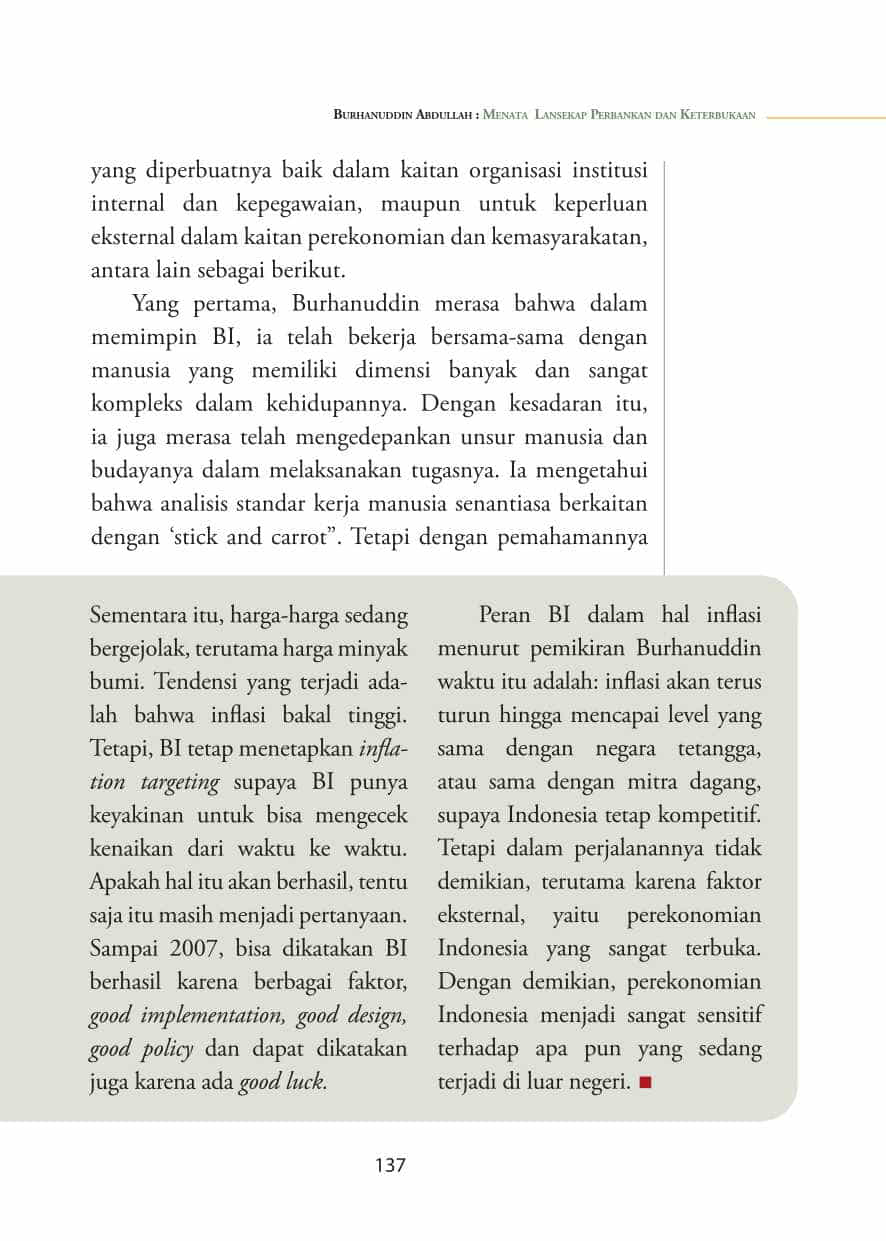 Burhanuddin Abdullah : Menata Lansekap Perbankan dan Keterbukaan
yang diperbuatnya baik dalam kaitan organisasi institusi
internal dan kepegawaian, maupun untuk keperluan
eksternal dalam kaitan perekonomian dan kemasyarakatan,
antara lain sebagai berikut.
Yang pertama, Burhanuddin merasa bahwa dalam
memimpin BI, ia telah bekerja bersama-sama dengan
manusia yang memiliki dimensi banyak dan sangat
kompleks dalam kehidupannya. Dengan kesadaran itu,
ia juga merasa telah mengedepankan unsur manusia dan
budayanya dalam melaksanakan tugasnya. Ia mengetahui
bahwa analisis standar kerja manusia senantiasa berkaitan
dengan ‘stick and carrot”. Tetapi dengan pemahamannya
Sementara itu, harga-harga sedang
bergejolak, terutama harga minyak
bumi. Tendensi yang terjadi ada-
lah bahwa inflasi bakal tinggi.
Tetapi, BI tetap menetapkan infla-
tion targeting supaya BI punya
keyakinan untuk bisa mengecek
kenaikan dari waktu ke waktu.
Apakah hal itu akan berhasil, tentu
saja itu masih menjadi pertanyaan.
Sampai 2007, bisa dikatakan BI
berhasil karena berbagai faktor,
good implementation, good design,
good policy dan dapat dikatakan
juga karena ada good luck.
Peran BI dalam hal inflasi
menurut pemikiran Burhanuddin
waktu itu adalah: inflasi akan terus
turun hingga mencapai level yang
sama dengan negara tetangga,
atau sama dengan mitra dagang,
supaya Indonesia tetap kompetitif.
Tetapi dalam perjalanannya tidak
demikian, terutama karena faktor
eksternal, yaitu perekonomian
Indonesia yang sangat terbuka.
Dengan demikian, perekonomian
Indonesia menjadi sangat sensitif
terhadap apa pun yang sedang
terjadi di luar negeri. ■
137